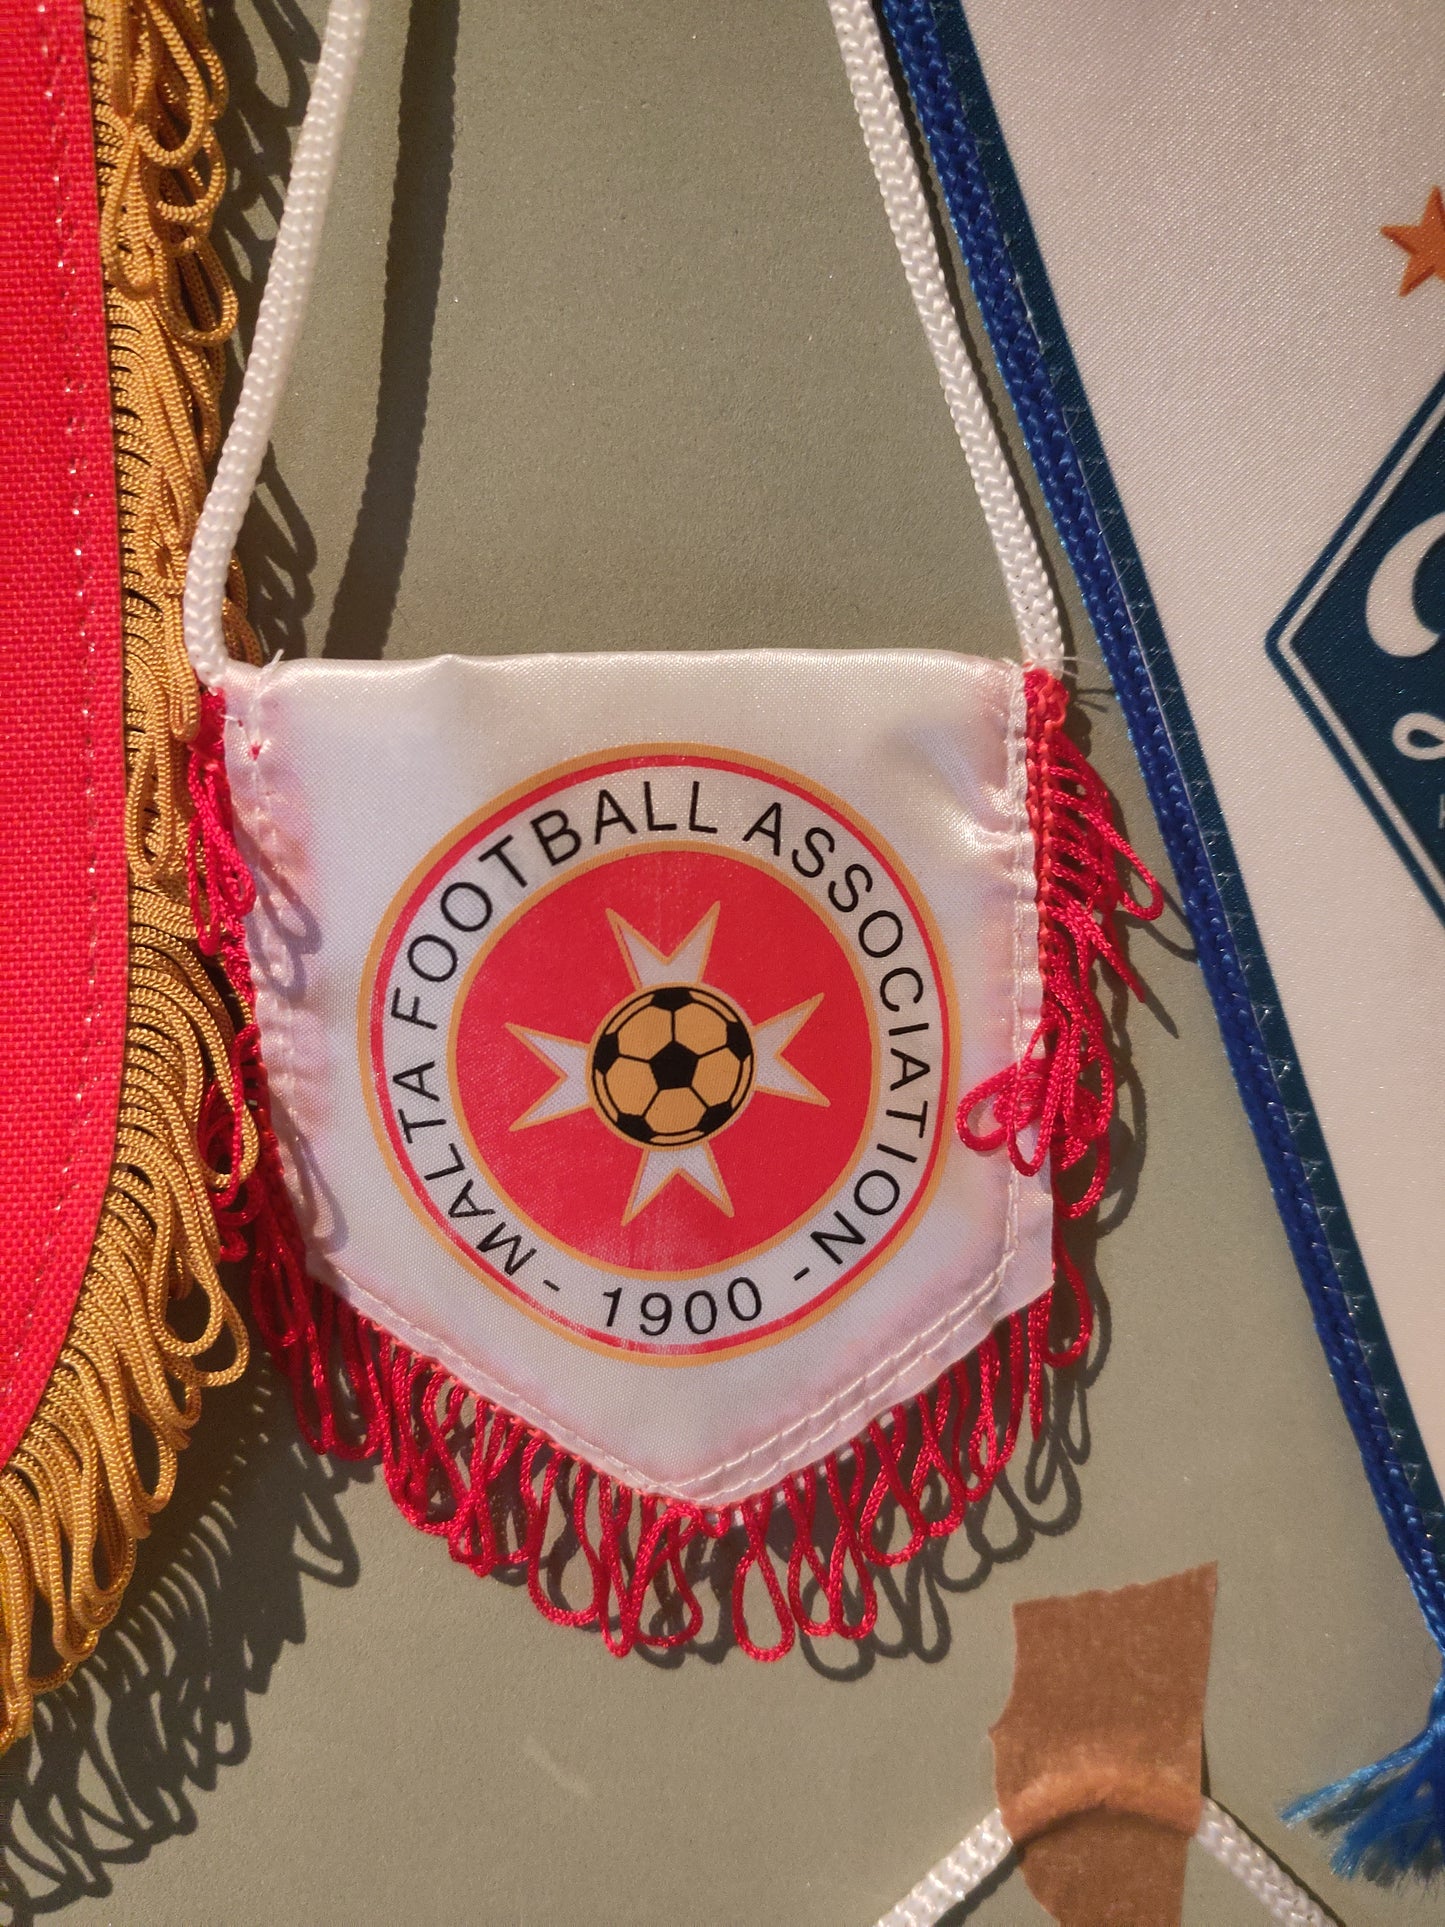 MALTA FOOTBALL ASSOCIATION
- 1900 -